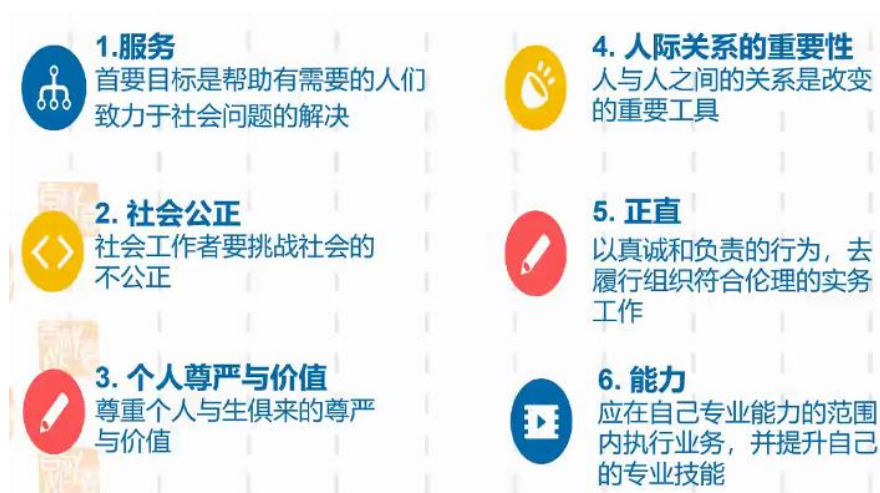 1.服务
首要目标是帮助有需要的人们
致力于社会问题的解决
2. 社会公正
社会工作者要挑战社会的
不公正
3. 个人尊严与价值
尊重个人与生俱来的尊严
与价值
4. 人际关系的重要性
人与人之间的关系是改变
的重要工具
5. 正直
以真诚和负责的行为，去
履行组织符合伦理的实务
工作
6. 能力
应在自己专业能力的范围
内执行业务，并提升自己
的专业技能